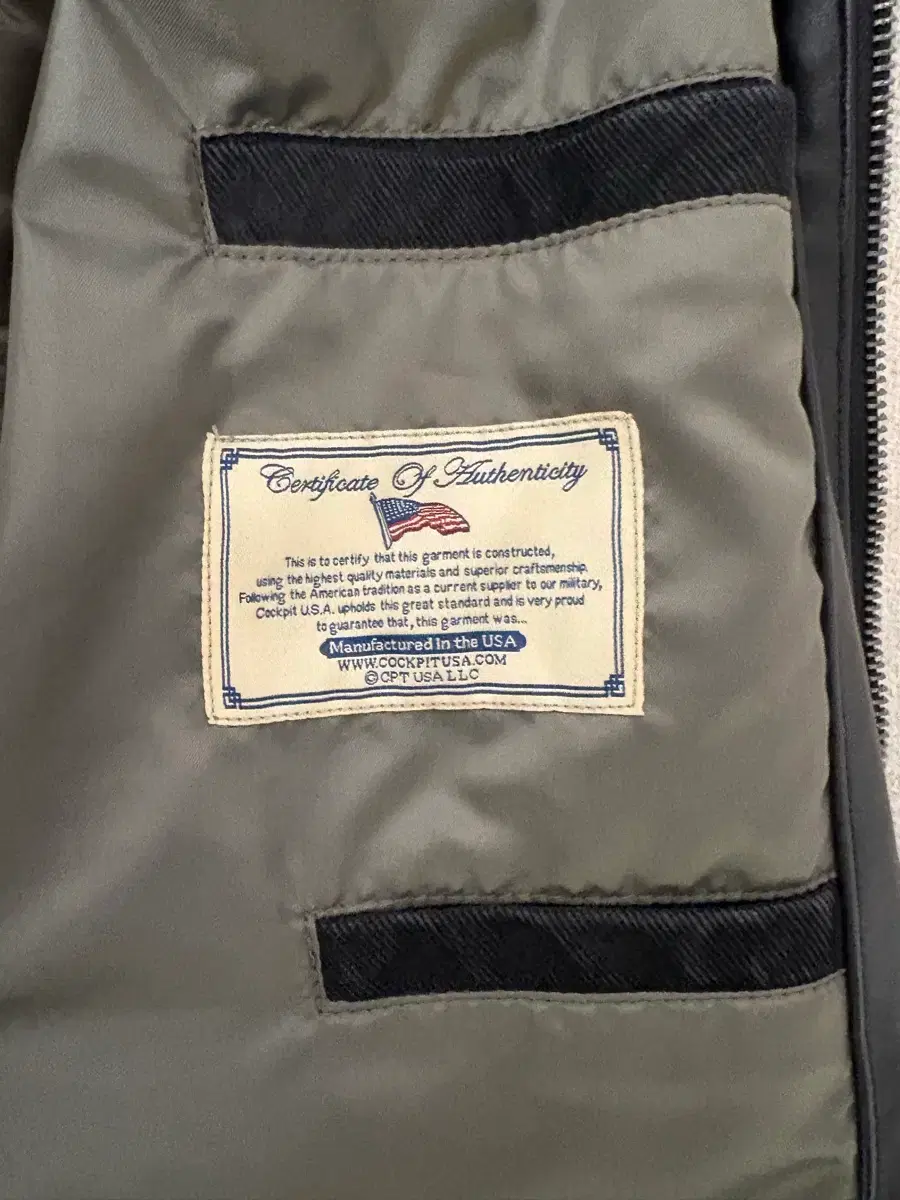 Certificate Of Authenticity
This is to certify that this garment is constructed,
using the highest quality materials and superior craftsmanship.
Following the American tradition as a current supplier to our military,
Cockpit U.S.A. upholds this great standard and is very proud
to guarantee that, this garment was...
Manufactured In the USA
WWW.COCKPITUSA.COM
©CPT USA LLC